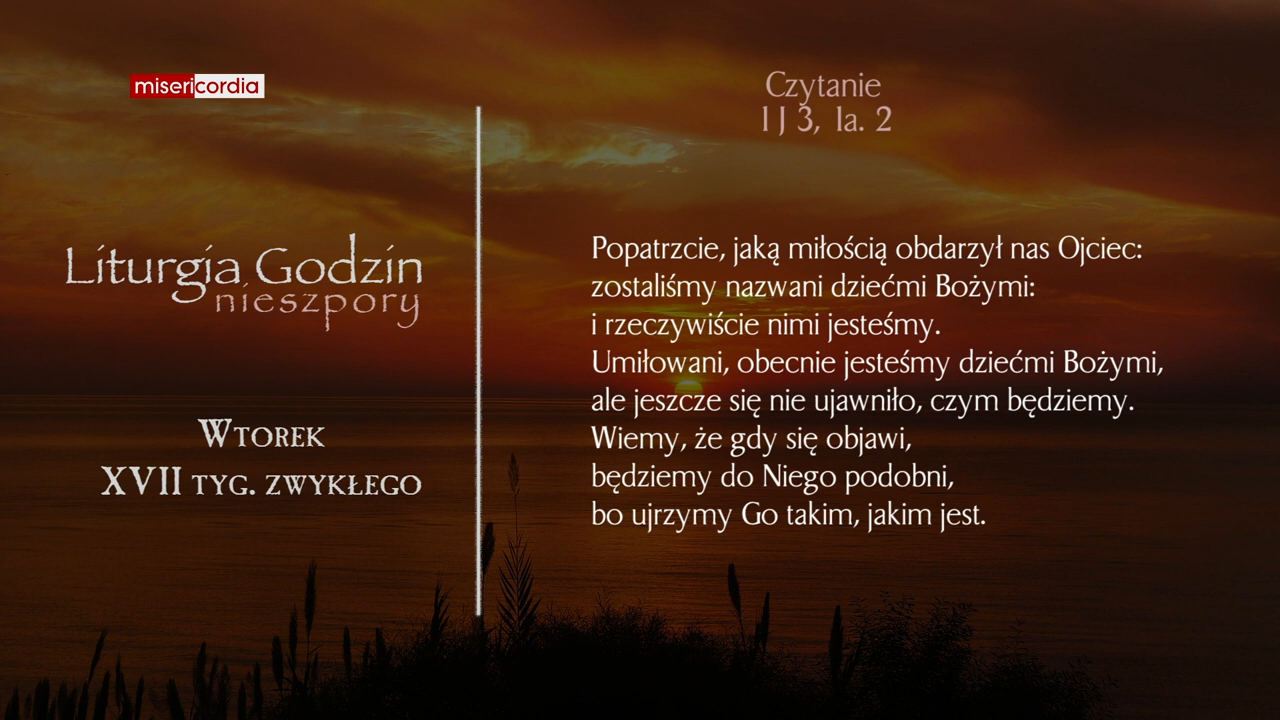 misericordia
Liturgia Godzin
nieszpory
Wtorek
XVII tyg. zwykłego
Czytanie
1 J 3, 1a. 2
Popatrzcie, jaką miłością obdarzył nas Ojciec:
zostaliśmy nazwani dziećmi Bożymi:
i rzeczywiście nimi jesteśmy.
Umiłowani, obecnie jesteśmy dziećmi Bożymi,
ale jeszcze się nie ujawniło, czym będziemy.
Wiemy, że gdy się objawi,
będziemy do Niego podobni,
bo ujrzymy Go takim, jakim jest.